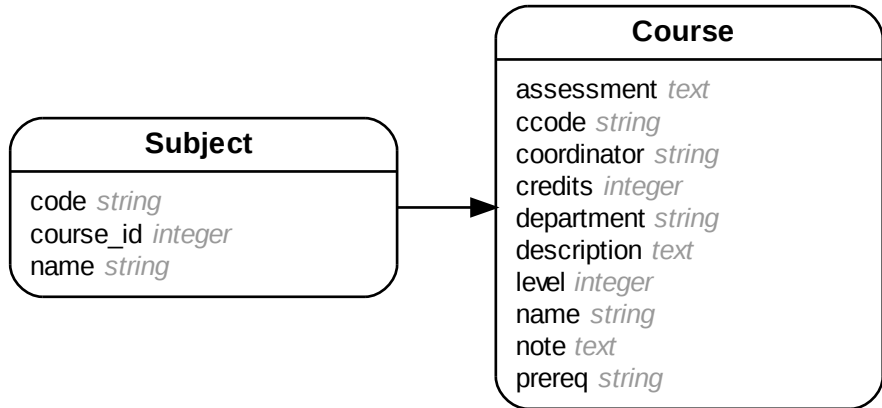 Subject
code string
course_id integer
name string
Course
assessment text
ccode string
coordinator string
credits integer
department string
description text
level integer
name string
note text
prereq string